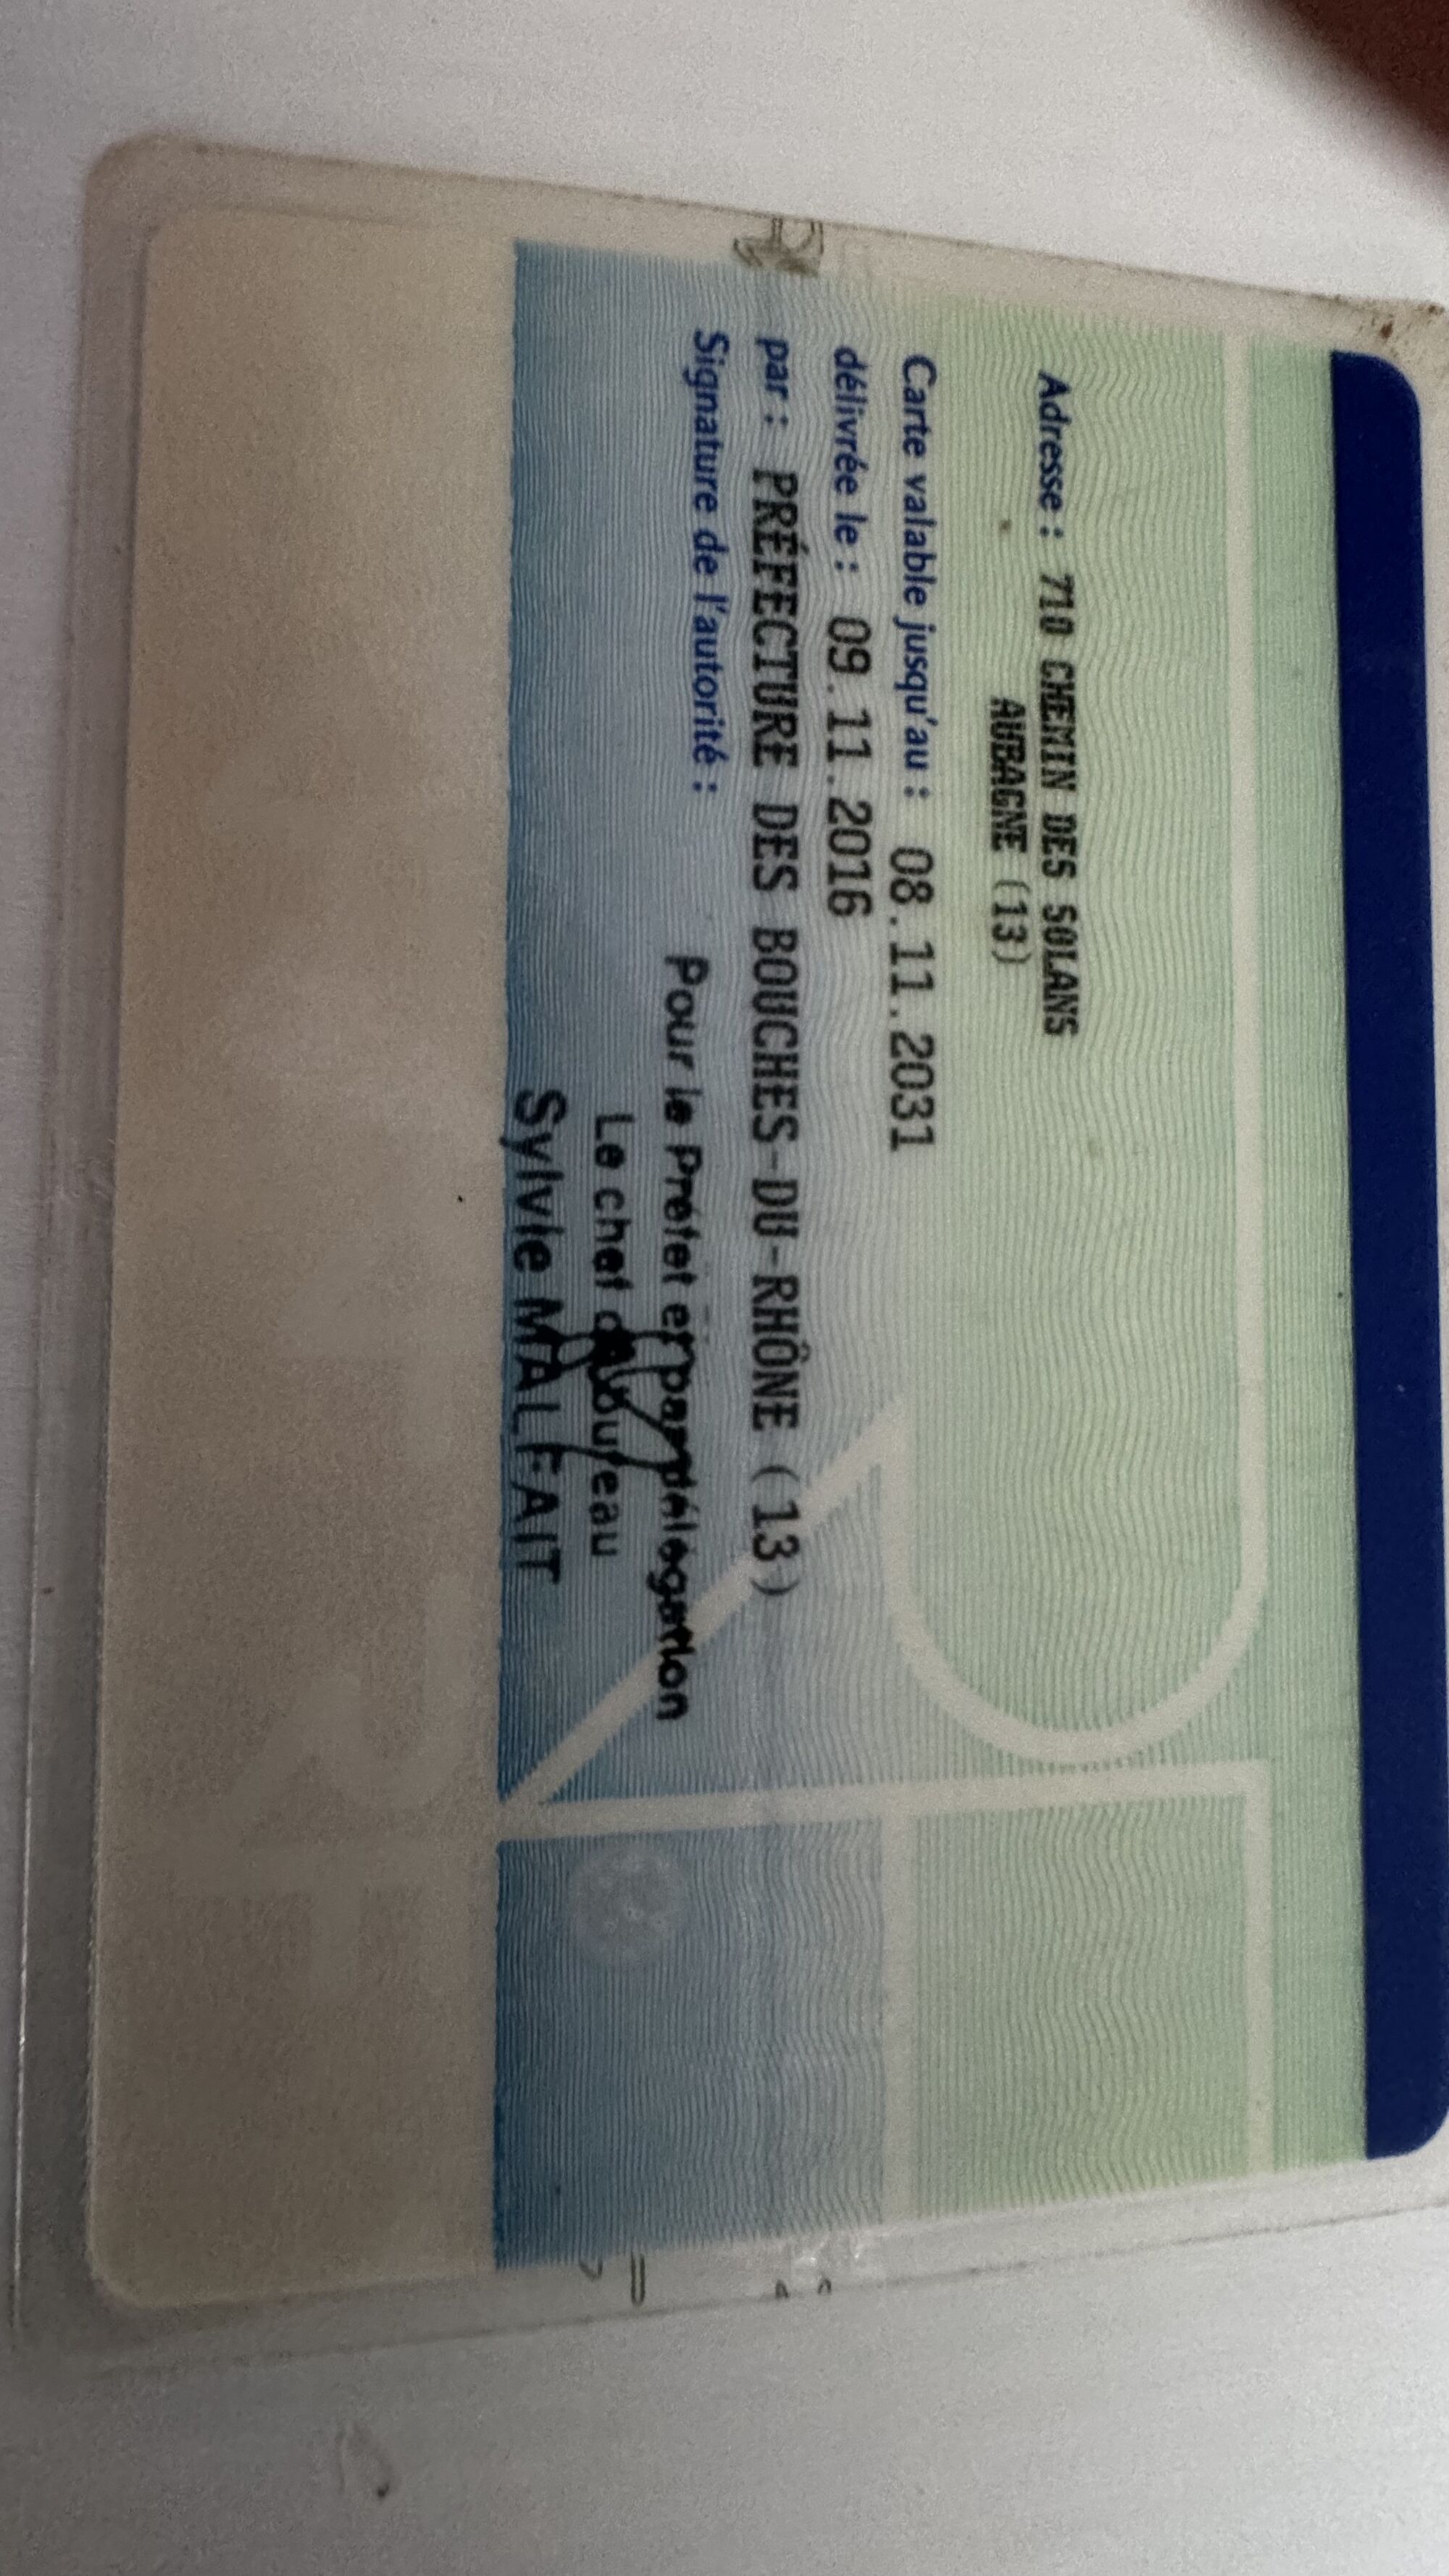 Adresse : 710 CHEMIN DES SOLANS
AUBAGNE (13)
Carte valable jusqu'au : 08.11.2031
délivrée le : 09.11.2016
par : PRÉFECTURE DES BOUCHES-DU-RHÔNE (13)
Signature de l'autorité :
Pour le Préfet et par délégation
Le chef de bureau
Sylvie MALFAIT